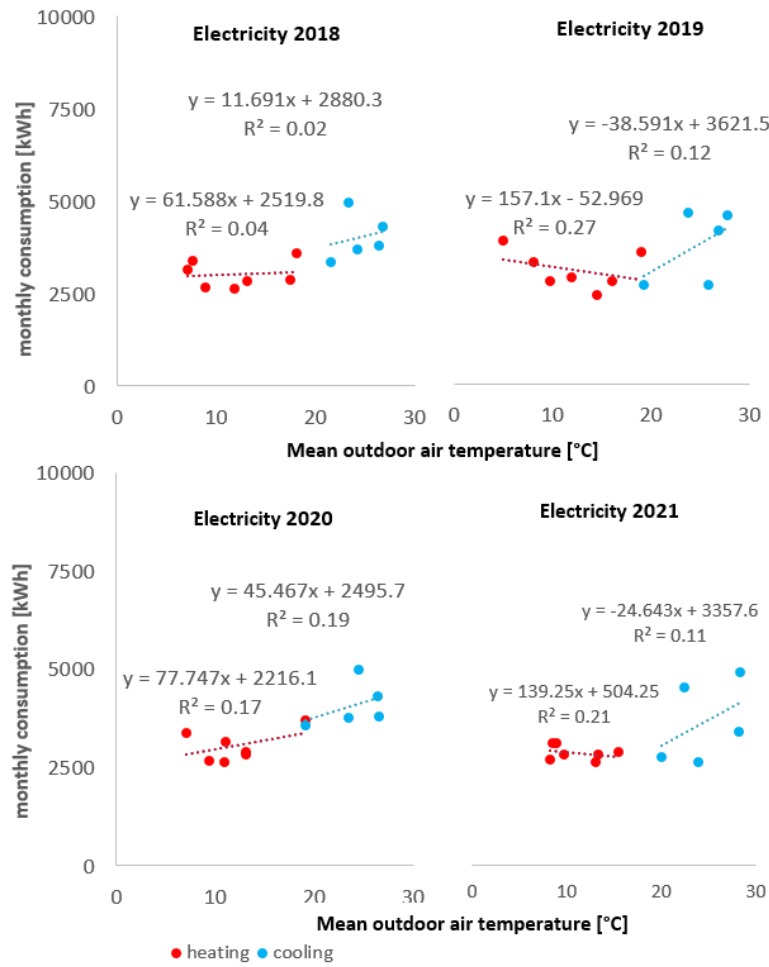 10000
7500
5000
2500
0
monthly consumption [kWh]
Electricity 2018
y = 11.691x + 2880.3
R² = 0.02
y = 61.588x + 2519.8
R² = 0.04
0 10 20 30
Electricity 2019
y = -38.591x + 3621.5
R² = 0.12
y = 157.1x - 52.969
R² = 0.27
0 10 20 30
Mean outdoor air temperature [°C]
10000
7500
5000
2500
0
monthly consumption [kWh]
Electricity 2020
y = 45.467x + 2495.7
R² = 0.19
y = 77.747x + 2216.1
R² = 0.17
0 10 20 30
Electricity 2021
y = -24.643x + 3357.6
R² = 0.11
y = 139.25x + 504.25
R² = 0.21
0 10 20 30
Mean outdoor air temperature [°C]
heating cooling